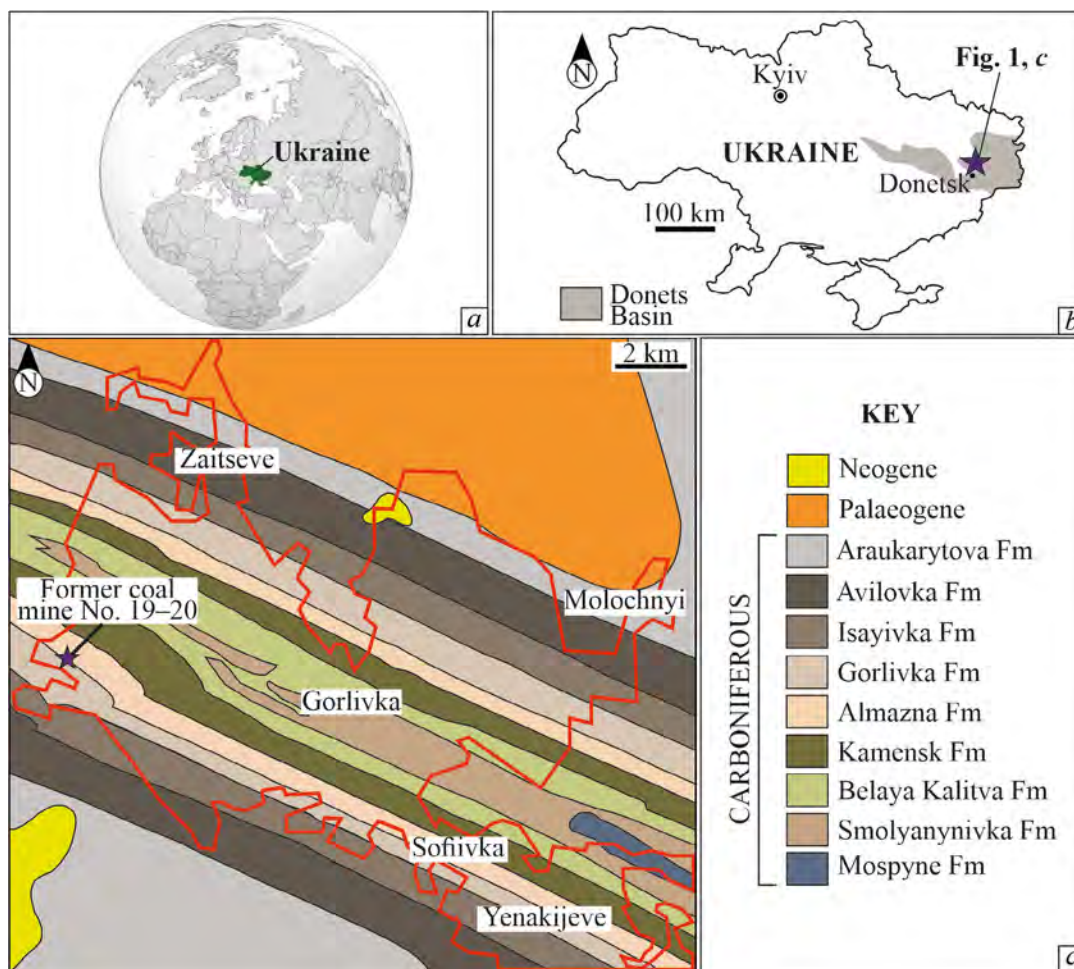 Ukraine
a
N
Kyiv
Fig. 1, c
UKRAINE
Donetsk
100 km
Donets
Basin
b
N
2 km
Zaitseve
Former coal
mine No. 19–20
Molochnyi
Gorlivka
Sofiivka
Yenakijeve
KEY
Neogene
Palaeogene
CARBONIFEROUS
Araukarytova Fm
Avilovka Fm
Isayivka Fm
Gorlivka Fm
Almazna Fm
Kamensk Fm
Belaya Kalitva Fm
Smolyanynivka Fm
Mospyne Fm
c